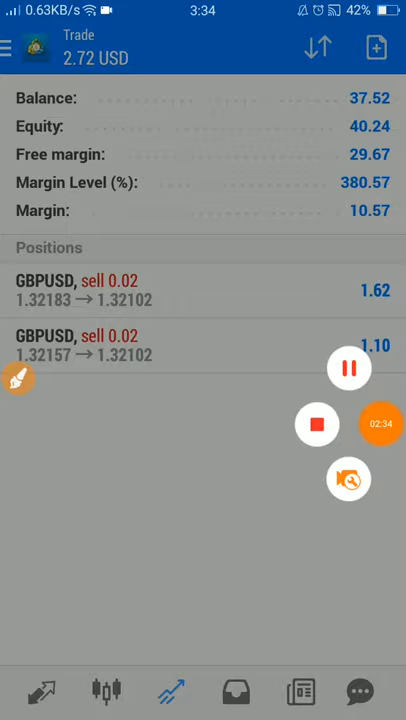 0.63KB/s 3:34 42%
Trade
2.72 USD
Balance: 37.52
Equity: 40.24
Free margin: 29.67
Margin Level (%): 380.57
Margin: 10.57
Positions
GBPUSD, sell 0.02 1.62
1.32183 → 1.32102
GBPUSD, sell 0.02 1.10
1.32157 → 1.32102
02:34